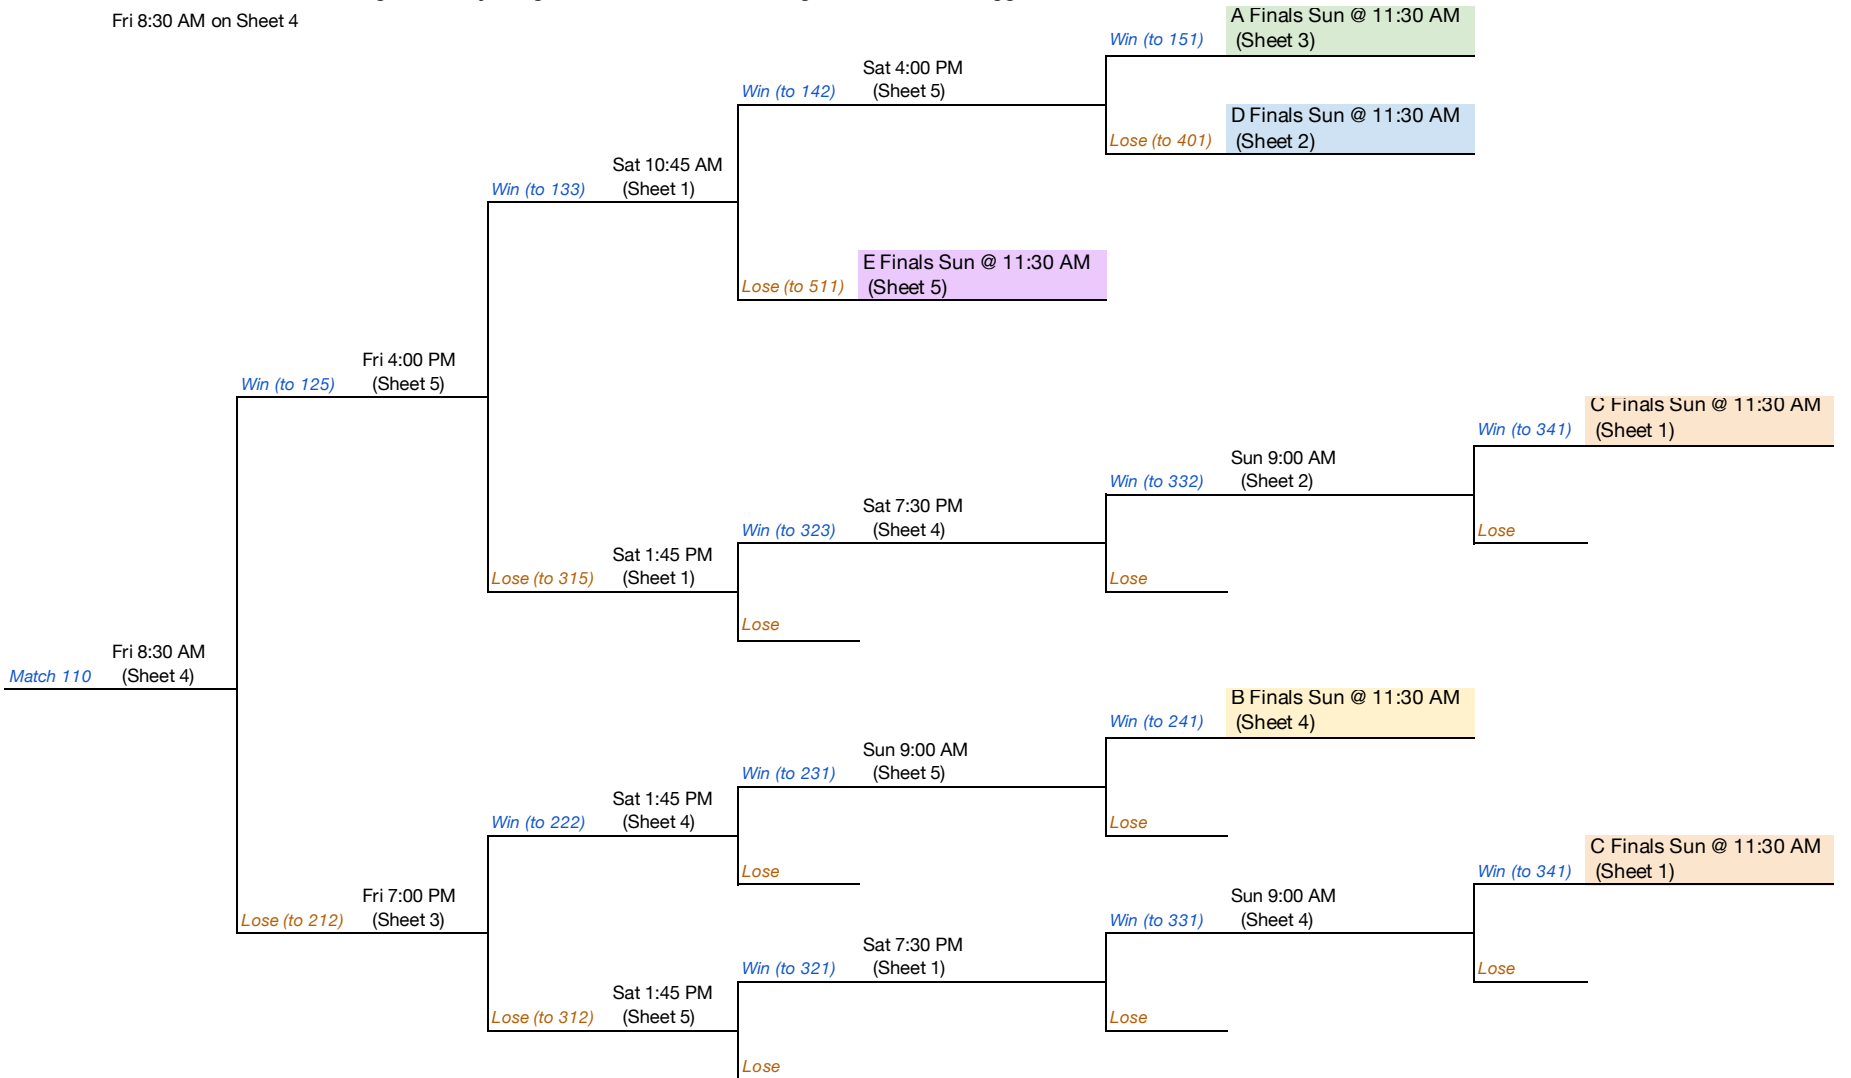 Fri 8:30 AM on Sheet 4
A Finals Sun @ 11:30 AM
Win (to 151)
(Sheet 3)
Sat 4:00 PM
Win (to 142)
(Sheet 5)
D Finals Sun @ 11:30 AM
Lose (to 401)
(Sheet 2)
Sat 10:45 AM
Win (to 133)
(Sheet 1)
E Finals Sun @ 11:30 AM
Lose (to 511)
(Sheet 5)
Fri 4:00 PM
Win (to 125)
(Sheet 5)
C Finals Sun @ 11:30 AM
Win (to 341)
(Sheet 1)
Sun 9:00 AM
Win (to 332)
(Sheet 2)
Sat 7:30 PM
Win (to 323)
(Sheet 4)
Lose
Sat 1:45 PM
Lose (to 315)
(Sheet 1)
Lose
Lose
Fri 8:30 AM
Match 110
(Sheet 4)
B Finals Sun @ 11:30 AM
Win (to 241)
(Sheet 4)
Sun 9:00 AM
Win (to 231)
(Sheet 5)
Sat 1:45 PM
Win (to 222)
(Sheet 4)
Lose
C Finals Sun @ 11:30 AM
Win (to 341)
(Sheet 1)
Lose
Fri 7:00 PM
Lose (to 212)
(Sheet 3)
Sun 9:00 AM
Win (to 331)
(Sheet 4)
Sat 7:30 PM
Win (to 321)
(Sheet 1)
Lose
Sat 1:45 PM
Lose (to 312)
(Sheet 5)
Lose
Lose